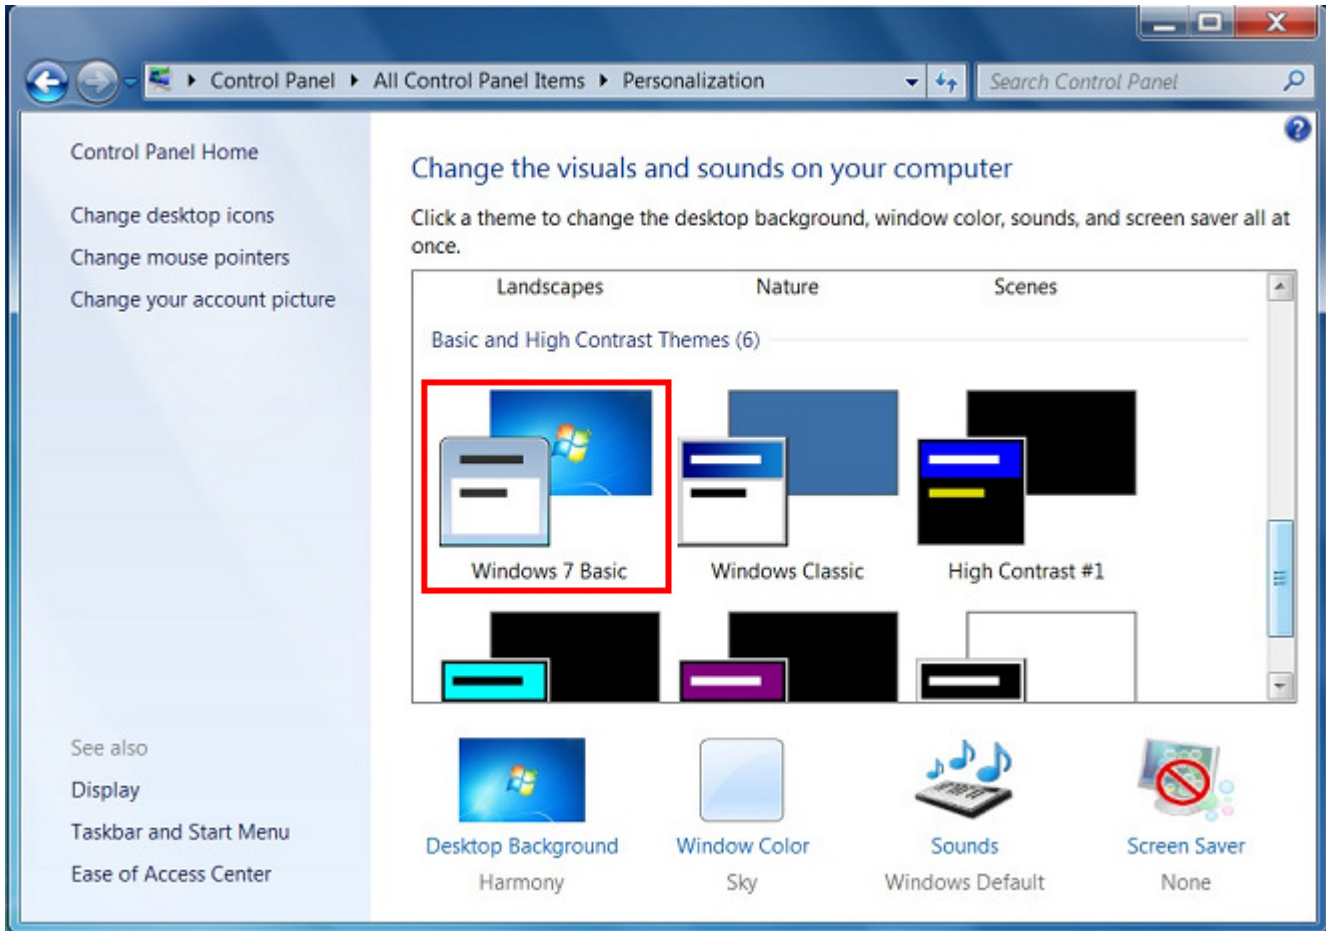 Control Panel All Control Panel Items Personalization Search Control Panel
Control Panel Home
Change desktop icons
Change mouse pointers
Change your account picture
Change the visuals and sounds on your computer
Click a theme to change the desktop background, window color, sounds, and screen saver all at
once.
Landscapes Nature Scenes
Basic and High Contrast Themes (6)
Windows 7 Basic Windows Classic High Contrast #1
See also
Display
Taskbar and Start Menu
Ease of Access Center
Desktop Background Window Color Sounds Screen Saver
Harmony Sky Windows Default None